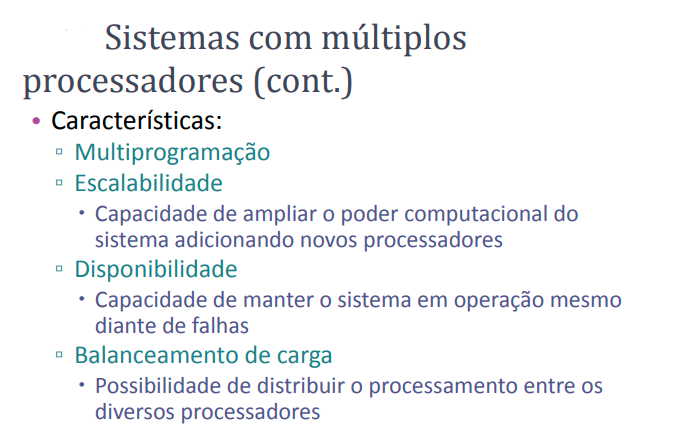 Sistemas com múltiplos
processadores (cont.)
• Características:
▫ Multiprogramação
▫ Escalabilidade
• Capacidade de ampliar o poder computacional do
sistema adicionando novos processadores
▫ Disponibilidade
• Capacidade de manter o sistema em operação mesmo
diante de falhas
▫ Balanceamento de carga
• Possibilidade de distribuir o processamento entre os
diversos processadores